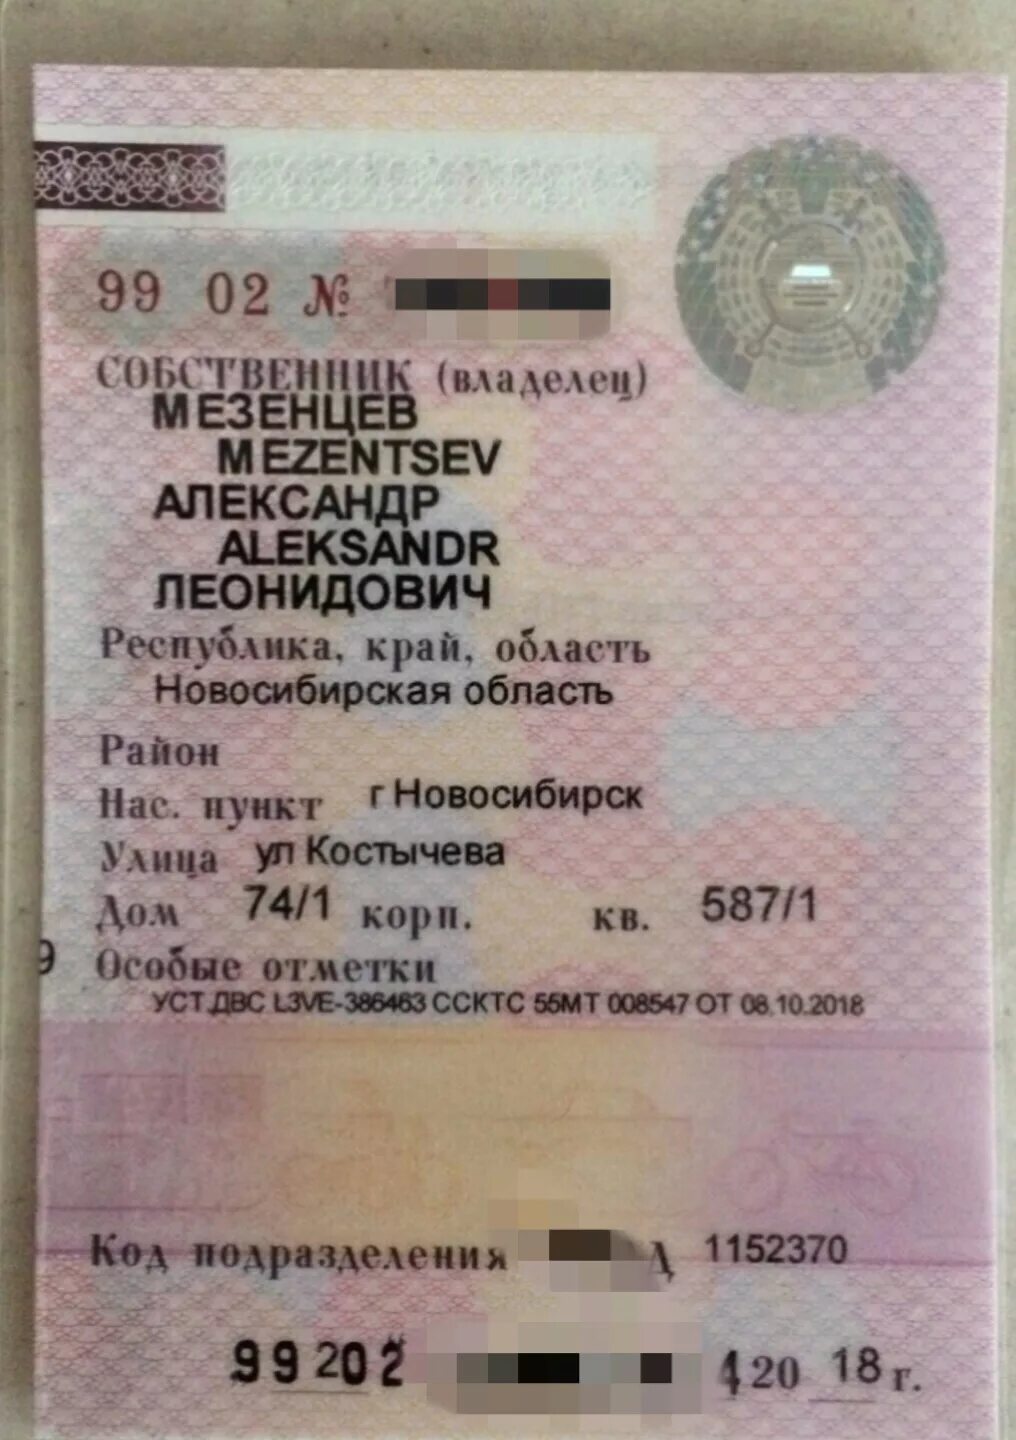 99 02 №
СОБСТВЕННИК (владелец)
МЕЗЕНЦЕВ
MEZENTSEV
АЛЕКСАНДР
ALEKSANDR
ЛЕОНИДОВИЧ
Республика, край, область
Новосибирская область
Район
Нас. пункт г Новосибирск
Улица ул Костычева
Дом 74/1 корп. кв. 587/1
9 Особые отметки
УСТ.ДВС L3VE-386463 ССКТС 55МТ 008547 ОТ 08.10.2018
Код подразделения Д 1152370
99 20 2 20 18 г.